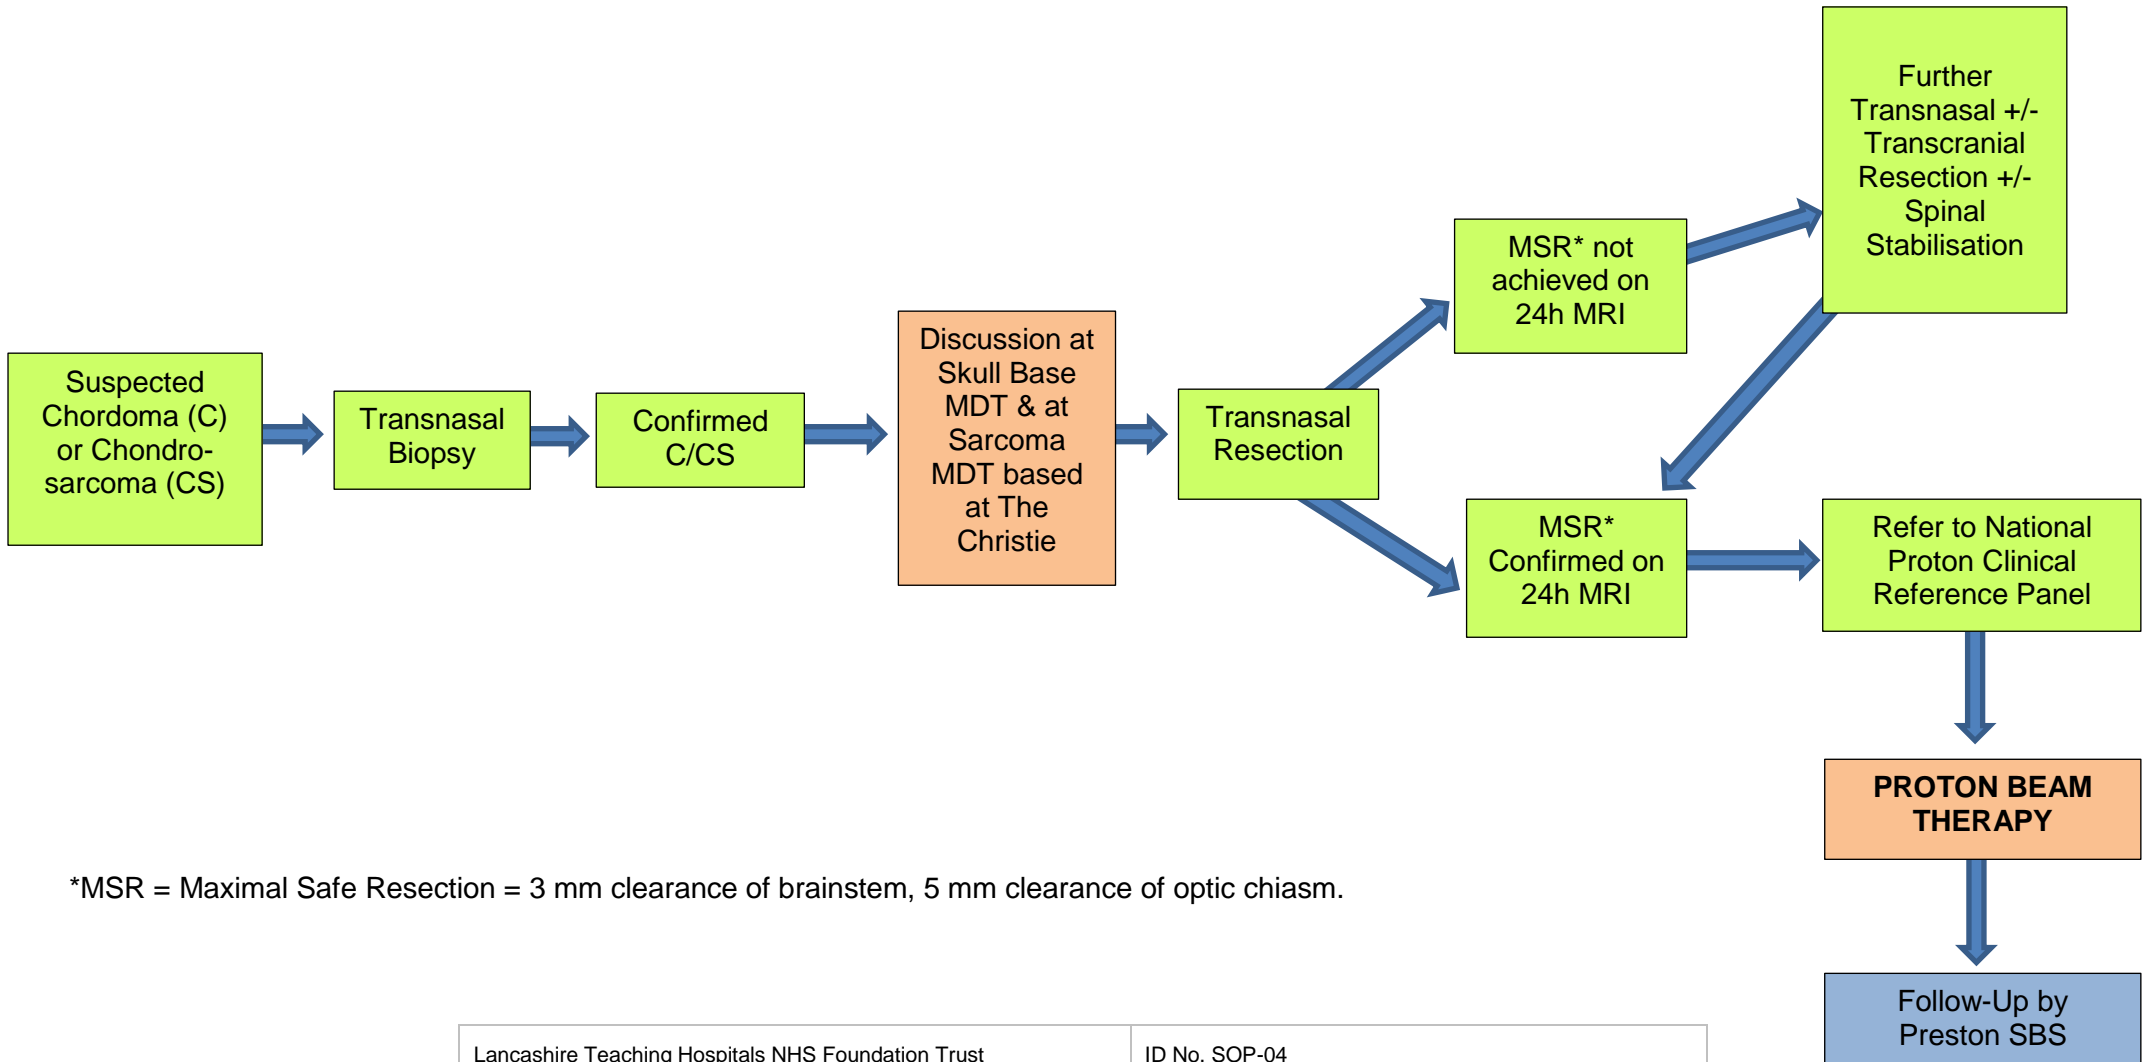 Suspected
Chordoma (C)
or Chondro-
sarcoma (CS)
Transnasal
Biopsy
Confirmed
C/CS
Discussion at
Skull Base
MDT & at
Sarcoma
MDT based
at The
Christie
Transnasal
Resection
MSR* not
achieved on
24h MRI
Further
Transnasal +/-
Transcranial
Resection +/-
Spinal
Stabilisation
MSR*
Confirmed on
24h MRI
Refer to National
Proton Clinical
Reference Panel
PROTON BEAM
THERAPY
Follow-Up by
Preston SBS
*MSR = Maximal Safe Resection = 3 mm clearance of brainstem, 5 mm clearance of optic chiasm.
Lancashire Teaching Hospitals NHS Foundation Trust
ID No. SOP-04